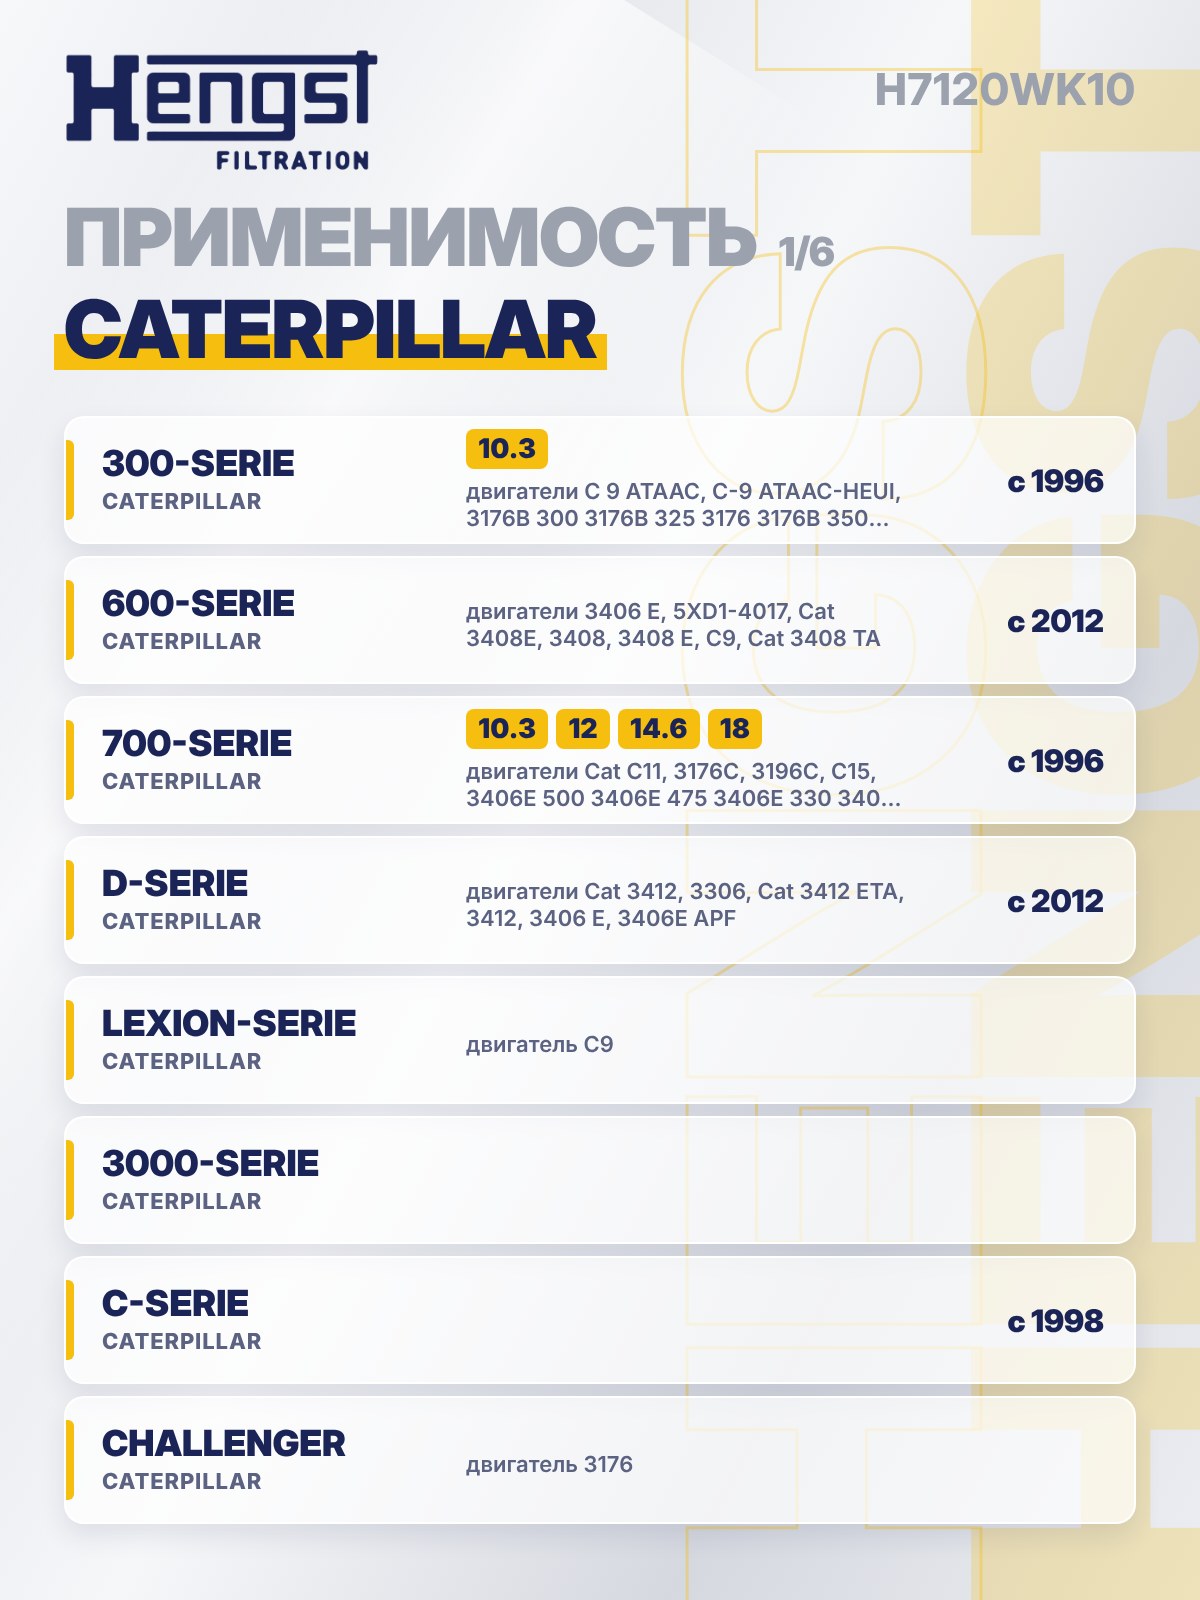 Hengst
FILTRATION
H7120WK10
ПРИМЕНИМОСТЬ 1/6
CATERPILLAR
300-SERIE
CATERPILLAR
10.3
двигатели C 9 ATAAC, C-9 ATAAC-HEUI,
3176B 300 3176B 325 3176 3176B 350...
с 1996
600-SERIE
CATERPILLAR
двигатели 3406 E, 5XD1-4017, Cat
3408E, 3408, 3408 E, C9, Cat 3408 TA
с 2012
700-SERIE
CATERPILLAR
10.3 12 14.6 18
двигатели Cat C11, 3176C, 3196C, C15,
3406E 500 3406E 475 3406E 330 340...
с 1996
D-SERIE
CATERPILLAR
двигатели Cat 3412, 3306, Cat 3412 ETA,
3412, 3406 E, 3406E APF
с 2012
LEXION-SERIE
CATERPILLAR
двигатель C9
3000-SERIE
CATERPILLAR
C-SERIE
CATERPILLAR
с 1998
CHALLENGER
CATERPILLAR
двигатель 3176
HENGST